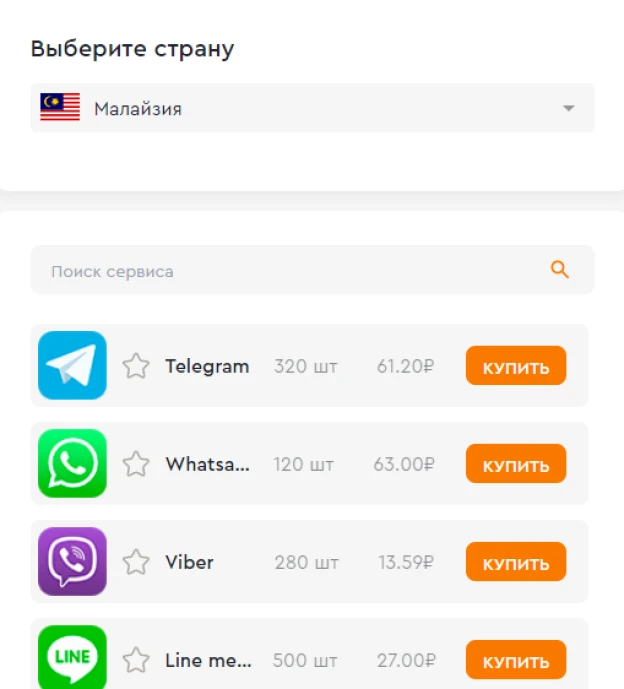 Выберите страну
Малайзия
Поиск сервиса
Telegram 320 шт 61.20₽ КУПИТЬ
Whatsa... 120 шт 63.00₽ КУПИТЬ
Viber 280 шт 13.59₽ КУПИТЬ
LINE Line me... 500 шт 27.00₽ КУПИТЬ